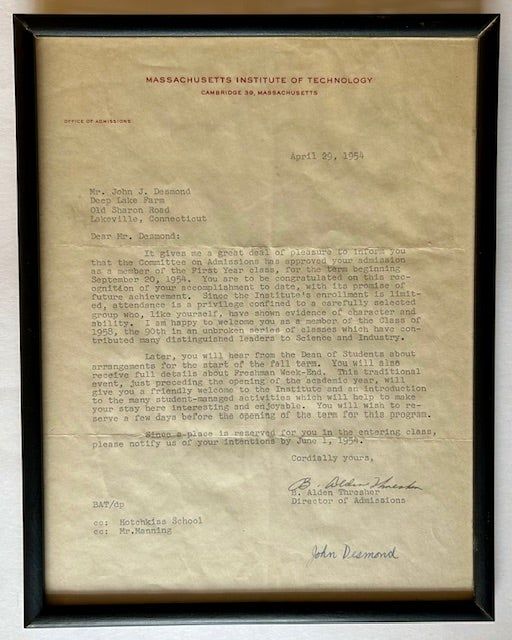 MASSACHUSETTS INSTITUTE OF TECHNOLOGY
CAMBRIDGE 39, MASSACHUSETTS
OFFICE OF ADMISSIONS
April 29, 1954
Mr. John J. Desmond
Deep Lake Farm
Old Sharon Road
Lakeville, Connecticut
Dear Mr. Desmond:
It gives me a great deal of pleasure to inform you
that the Committee on Admissions has approved your admission
as a member of the First Year class, for the term beginning
September 20, 1954. You are to be congratulated on this rec-
ognition of your accomplishment to date, with its promise of
future achievement. Since the Institute's enrollment is limit-
ed, attendance is a privilege confined to a carefully selected
group who, like yourself, have shown evidence of character and
ability. I am happy to welcome you as a member of the Class of
1958, the 90th in an unbroken series of classes which have con-
tributed many distinguished leaders to Science and Industry.
Later, you will hear from the Dean of Students about
arrangements for the start of the fall term. You will also
receive full details about Freshman Week-End. This traditional
event, just preceding the opening of the academic year, will
give you a friendly welcome to the Institute and an introduction
to the many student-managed activities which will help to make
your stay here interesting and enjoyable. You will wish to re-
serve a few days before the opening of the term for this program.
Since a place is reserved for you in the entering class,
please notify us of your intentions by June 1, 1954.
Cordially yours,
B. Alden Thresher
B. Alden Thresher
Director of Admissions
BAT/dp
cc: Hotchkiss School
cc: Mr.Manning
John Desmond